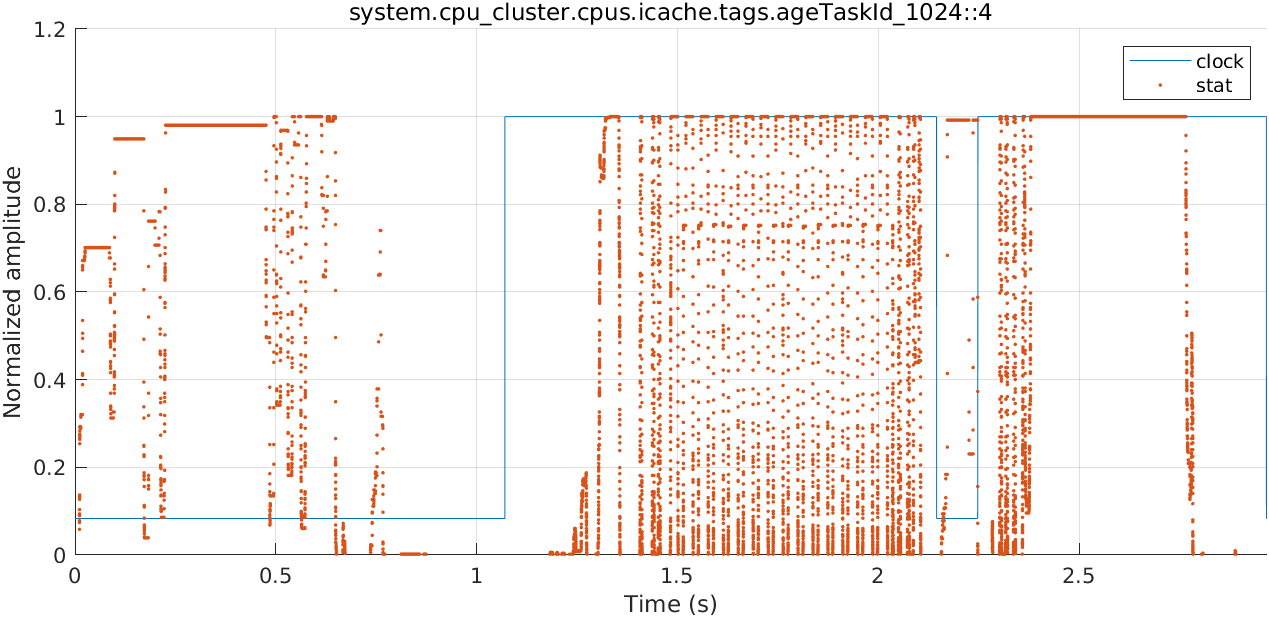 system.cpu_cluster.cpus.icache.tags.ageTaskId_1024::4
Normalized amplitude
1.2
1
0.8
0.6
0.4
0.2
0
clock
stat
0 0.5 1 1.5 2 2.5
Time (s)